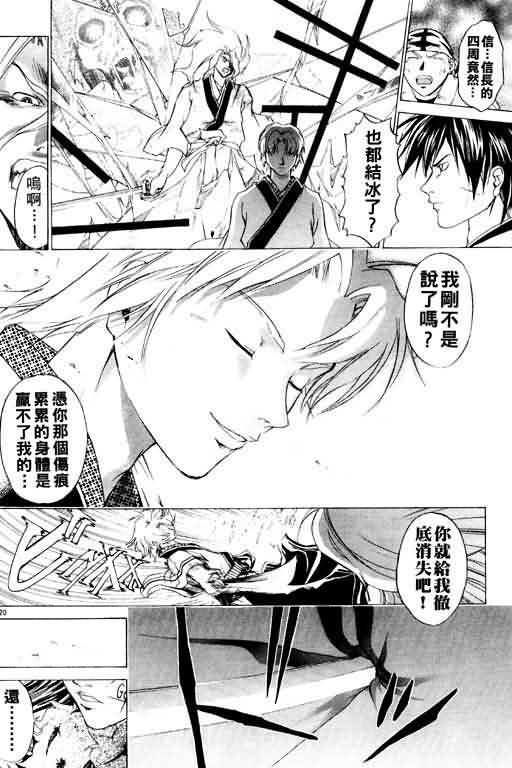 信…信長的
四周竟然…
也都結冰了?
嗚啊…!
我剛不是
說了嗎?
憑你那個傷痕
累累的身體是
贏不了我的…
你就給我徹
底消失吧!
20
還………